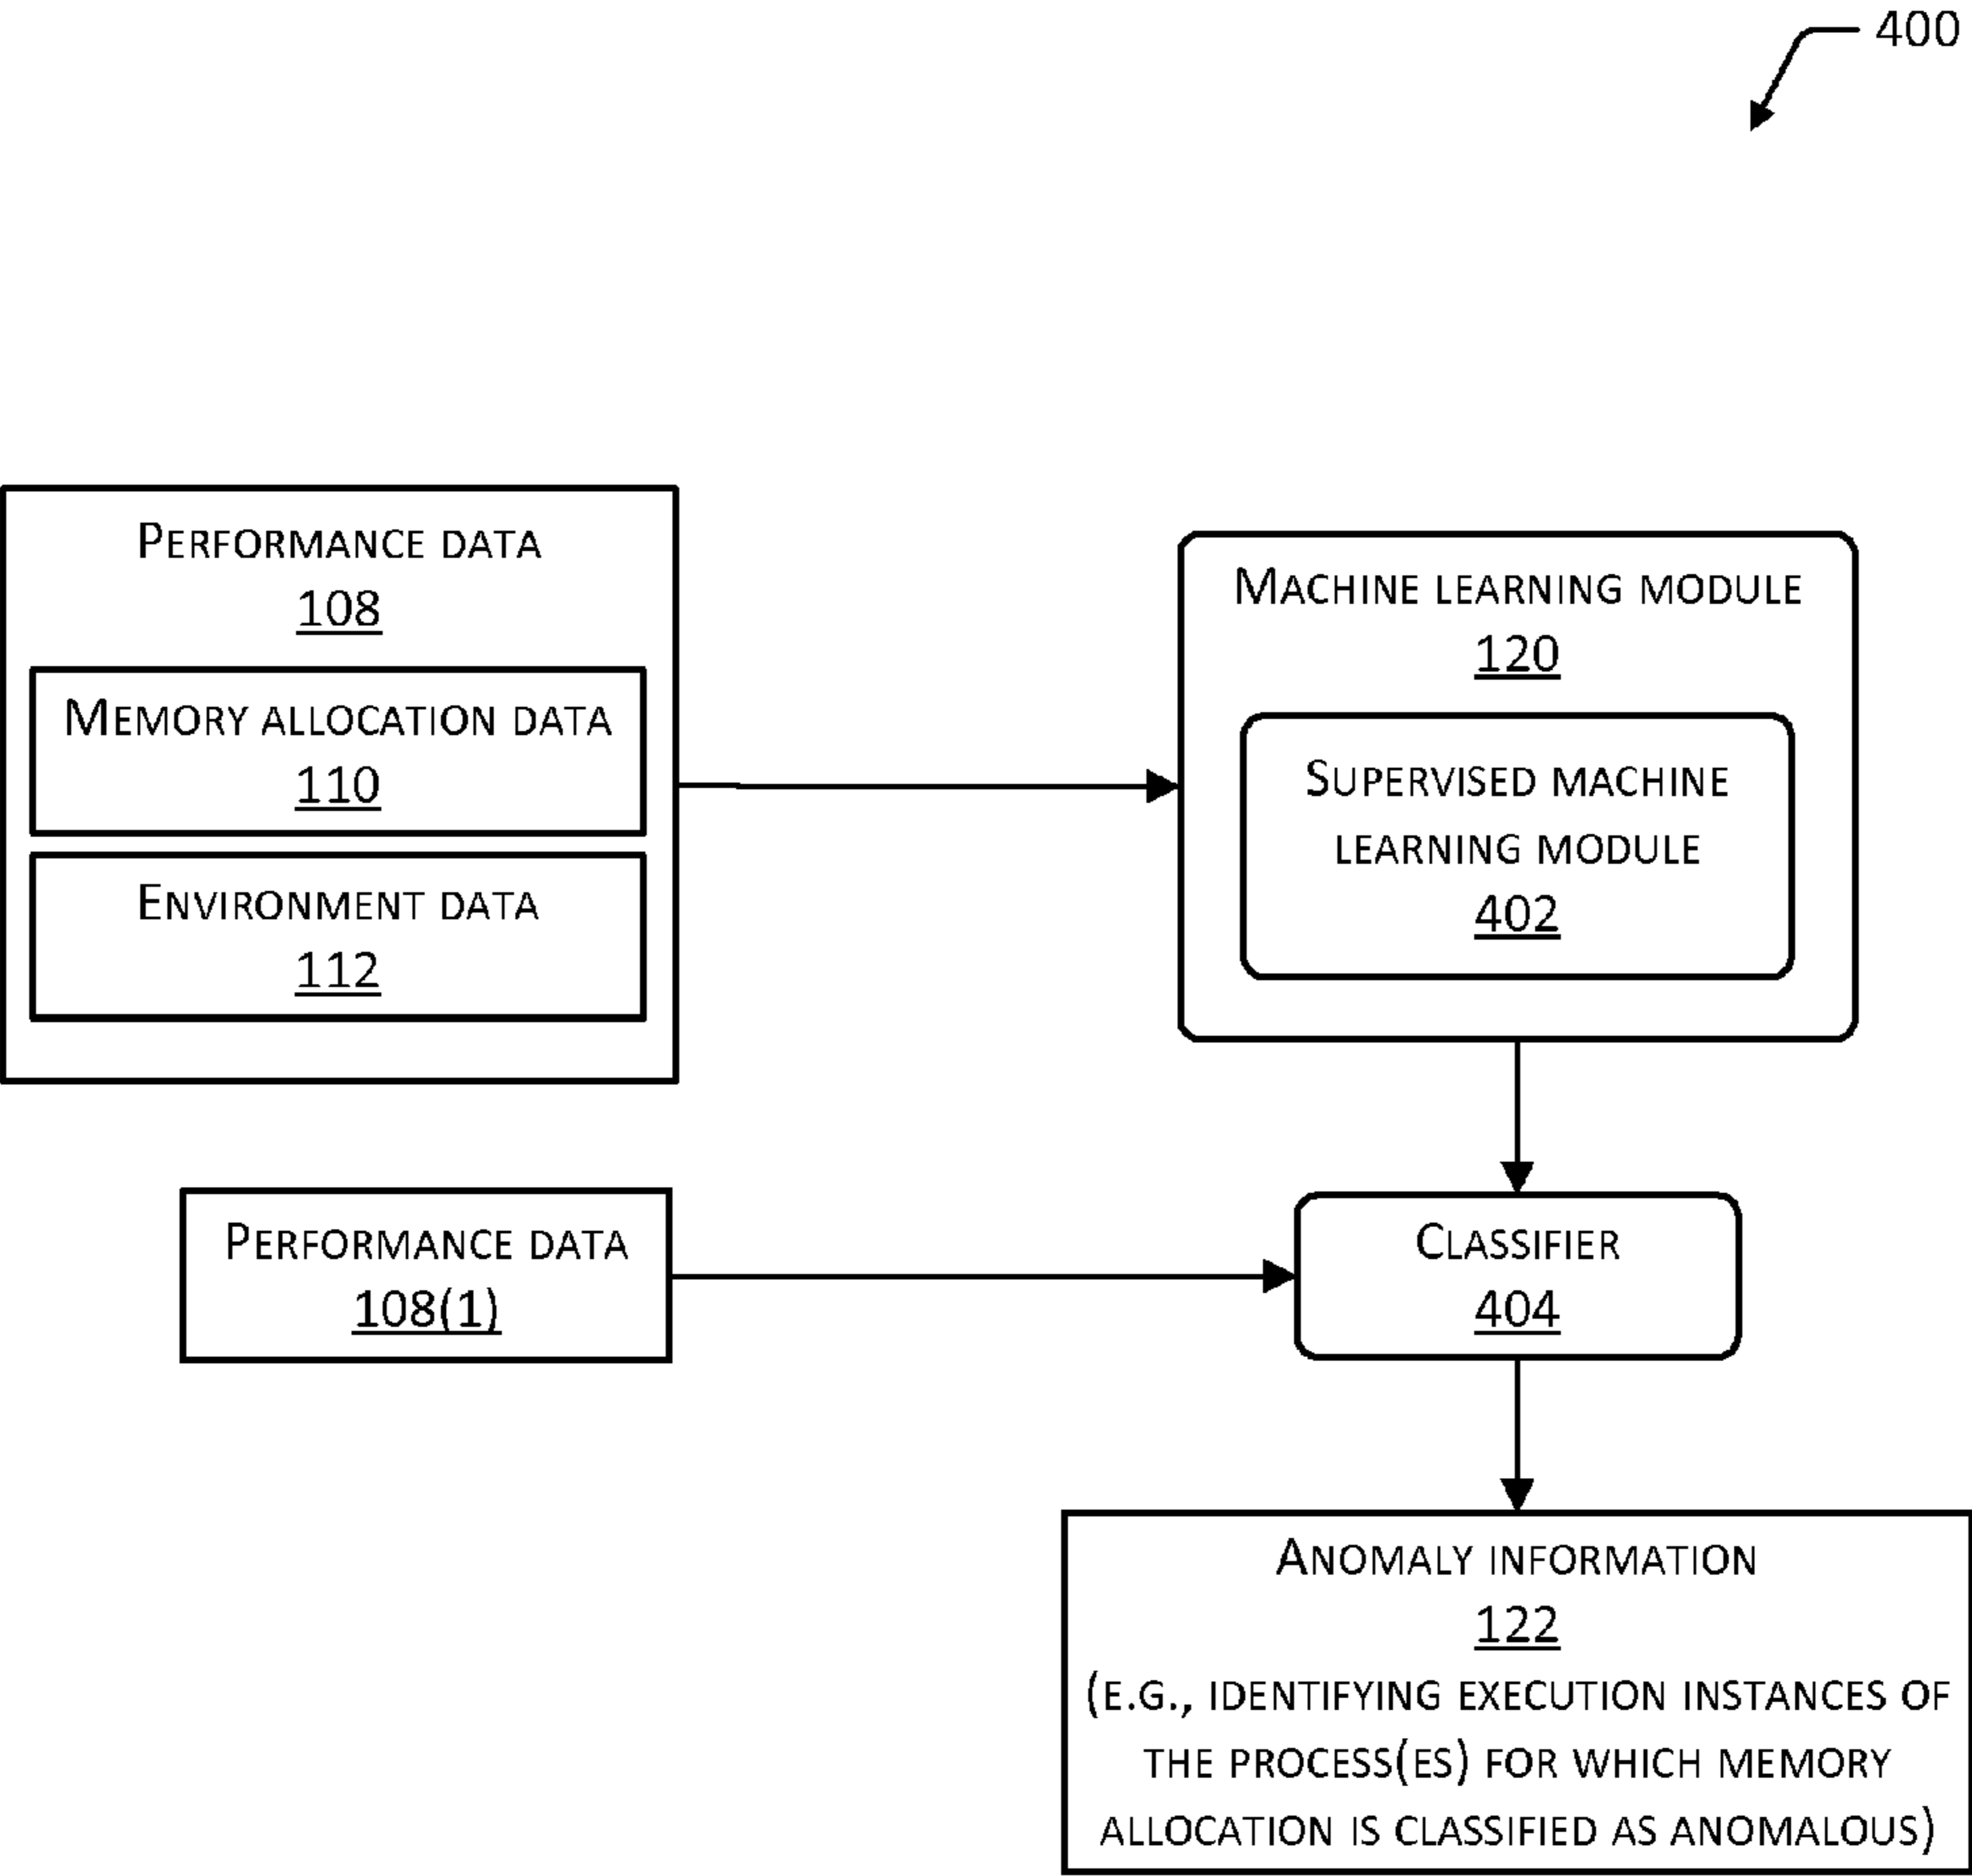 400
PERFORMANCE DATA
108
MEMORY ALLOCATION DATA
110
ENVIRONMENT DATA
112
MACHINE LEARNING MODULE
120
SUPERVISED MACHINE
LEARNING MODULE
402
PERFORMANCE DATA
108(1)
CLASSIFIER
404
ANOMALY INFORMATION
122
(E.G., IDENTIFYING EXECUTION INSTANCES OF
THE PROCESS(ES) FOR WHICH MEMORY
ALLOCATION IS CLASSIFIED AS ANOMALOUS)